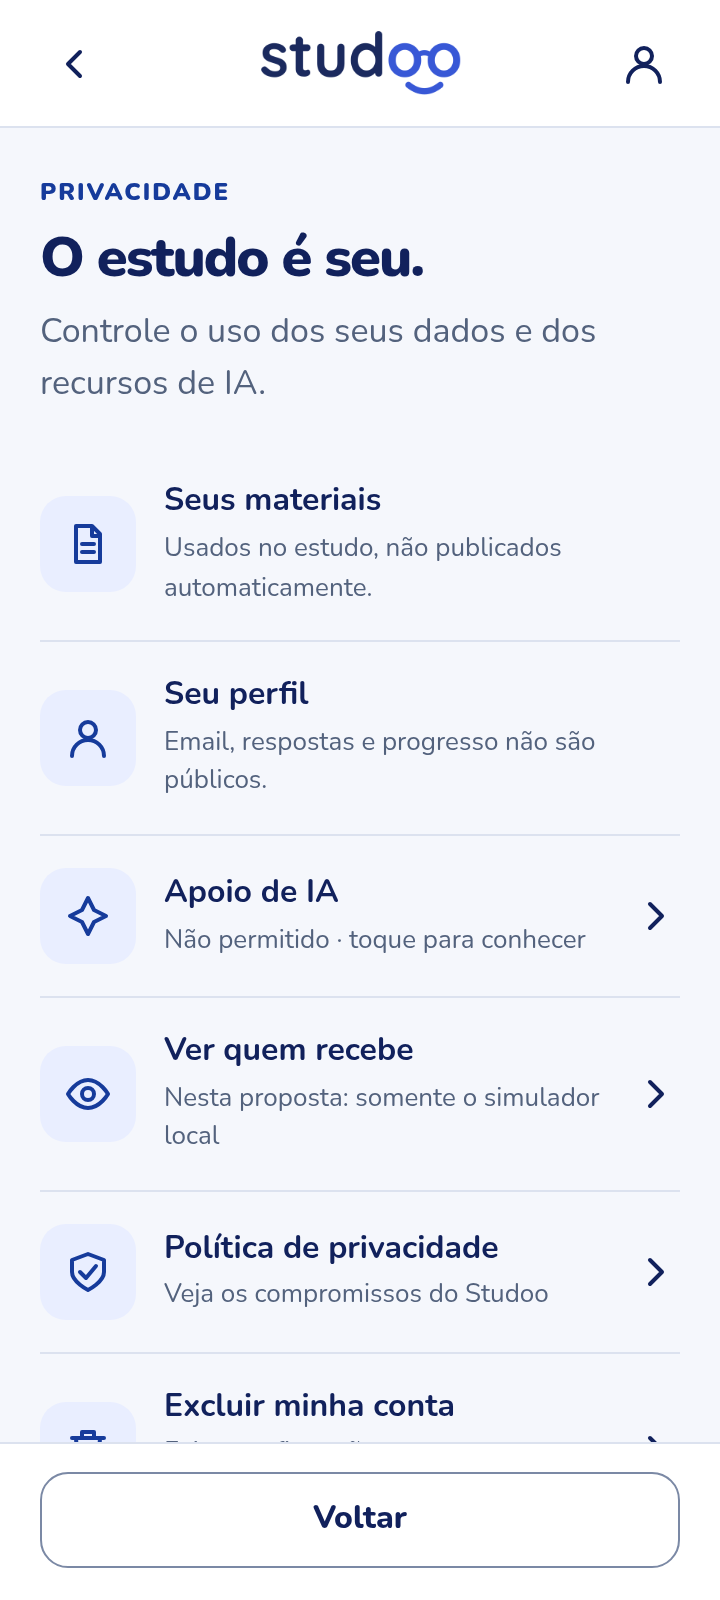 studoo
PRIVACIDADE
O estudo é seu.
Controle o uso dos seus dados e dos
recursos de IA.
Seus materiais
Usados no estudo, não publicados
automaticamente.
Seu perfil
Email, respostas e progresso não são
públicos.
Apoio de IA
Não permitido · toque para conhecer
Ver quem recebe
Nesta proposta: somente o simulador
local
Política de privacidade
Veja os compromissos do Studoo
Excluir minha conta
Voltar